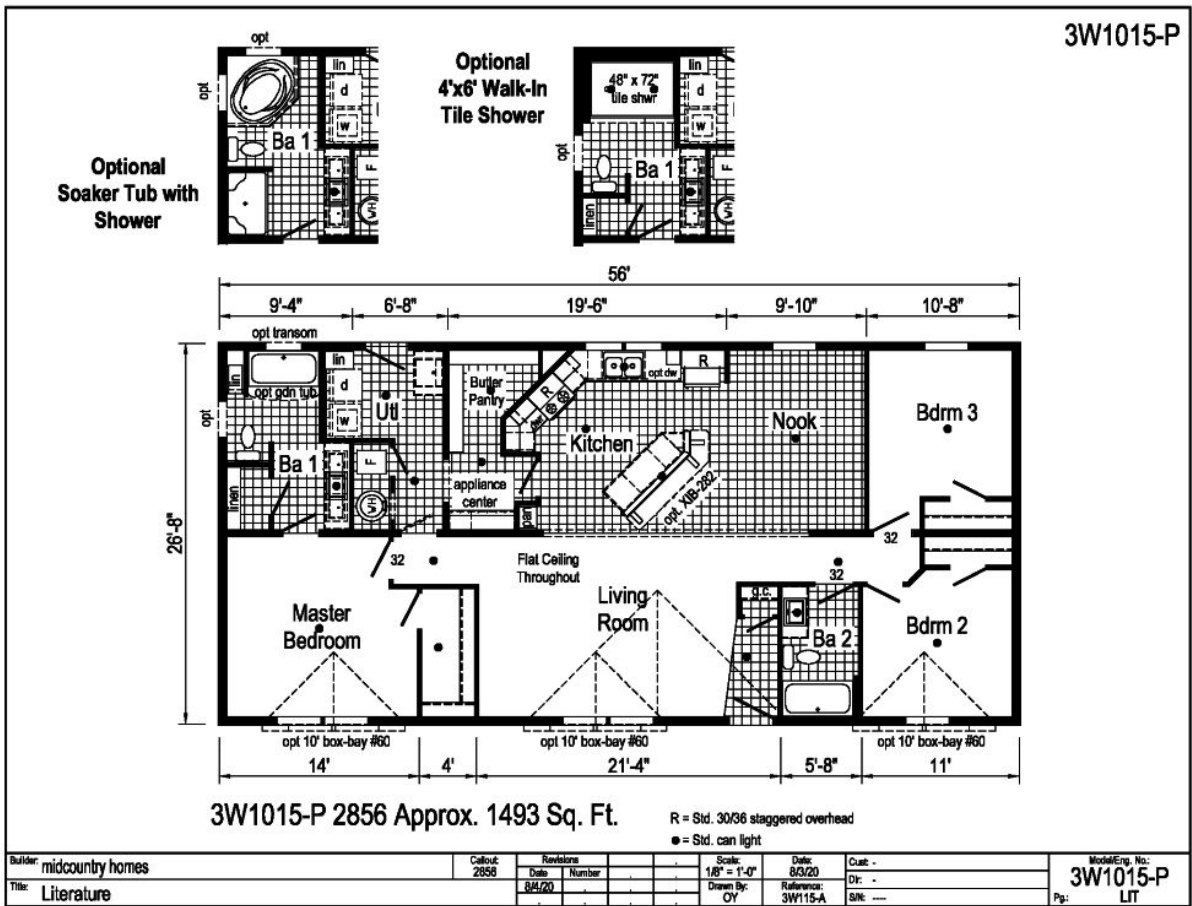 3W1015-P
opt
opt
lin
d
w
Ba 1
F
WH
Optional
Soaker Tub with
Shower
Optional
4'x6' Walk-In
Tile Shower
48" x 72"
tile shwr
lin
d
w
opt
Ba 1
F
WH
linen
56'
9'-4"
6'-8"
19'-6"
9'-10"
10'-8"
opt transom
26'-8"
lin
opt gdn tub
opt
lin
d
w
Utl
Ba 1
linen
F
WH
Butler
Pantry
R
dwr
opt dw
R
Kitchen
Nook
Bdrm 3
appliance
center
pan
opt. XIB-282
32
32
32
Flat Ceiling
Throughout
Living
Room
g.c.
Master
Bedroom
Ba 2
Bdrm 2
opt 10' box-bay #60
opt 10' box-bay #60
opt 10' box-bay #60
14'
4'
21'-4"
5'-8"
11'
3W1015-P 2856 Approx. 1493 Sq. Ft.
R = Std. 30/36 staggered overhead
● = Std. can light
Builder: midcountry homes
Title: Literature
Callout:
2856
Revisions
Date Number
8/4/20
Scale:
1/8" = 1'-0"
Drawn By:
OY
Date:
8/3/20
Reference:
3W115-A
Cust: -
Dlr: -
S/N: ----
Model/Eng. No.:
3W1015-P
Pg.: LIT